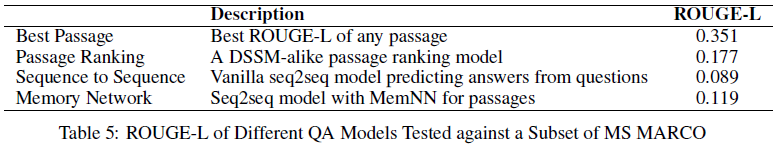 Description ROUGE-L
Best Passage Best ROUGE-L of any passage 0.351
Passage Ranking A DSSM-alike passage ranking model 0.177
Sequence to Sequence Vanilla seq2seq model predicting answers from questions 0.089
Memory Network Seq2seq model with MemNN for passages 0.119
Table 5: ROUGE-L of Different QA Models Tested against a Subset of MS MARCO